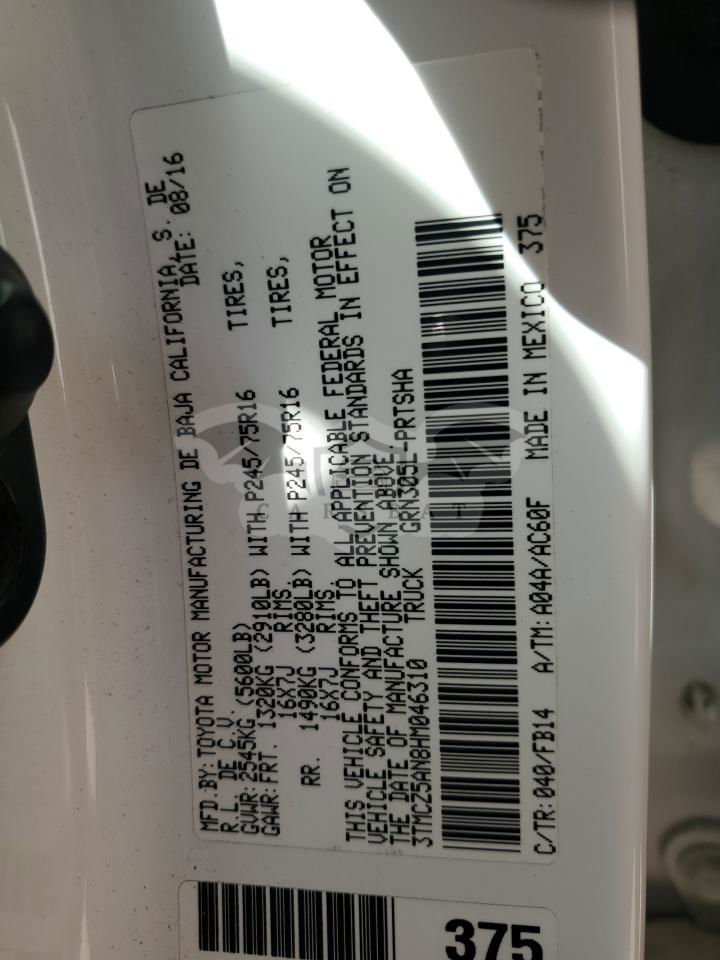 MFD.BY:TOYOTA MOTOR MANUFACTURING DE BAJA CALIFORNIA, S. DE
R.L. DE C.V. DATE: 08/16
GVWR:2545KG (5600LB)
GAWR:FRT. 1320KG (2910LB) WITH P245/75R16 TIRES,
16X7J RIMS,
RR. 1490KG (3280LB) WITH P245/75R16 TIRES,
16X7J RIMS.
THIS VEHICLE CONFORMS TO ALL APPLICABLE FEDERAL MOTOR
VEHICLE SAFETY AND THEFT PREVENTION STANDARDS IN EFFECT ON
THE DATE OF MANUFACTURE SHOWN ABOVE.
3TMCZ5AN8HM046310 TRUCK GRN305L-PRTSHA
C/TR:040/FB14 A/TM:A04A/AC60F MADE IN MEXICO 375
375